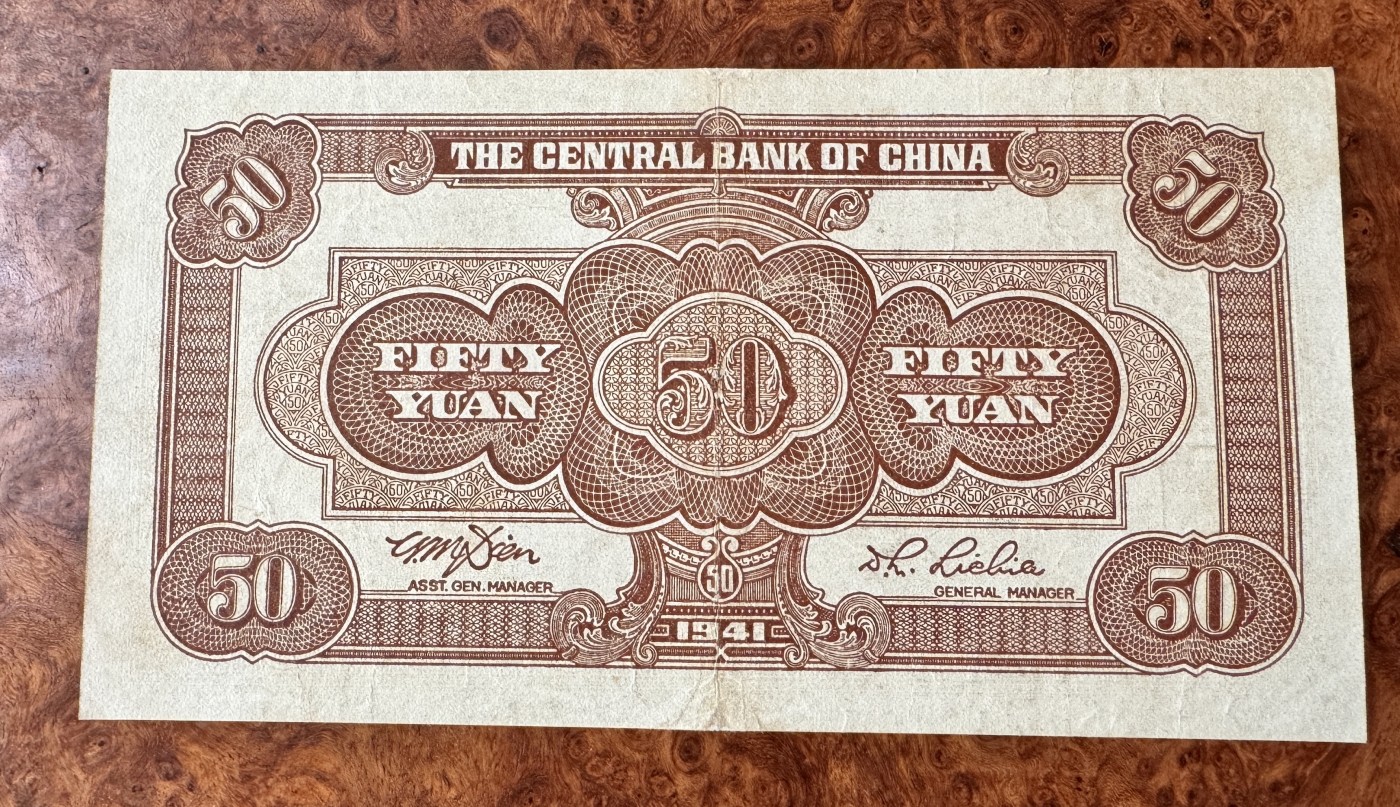 THE CENTRAL BANK OF CHINA
50
50
FIFTY
YUAN
50
FIFTY
YUAN
ASST. GEN. MANAGER
50
GENERAL MANAGER
50
1941
50